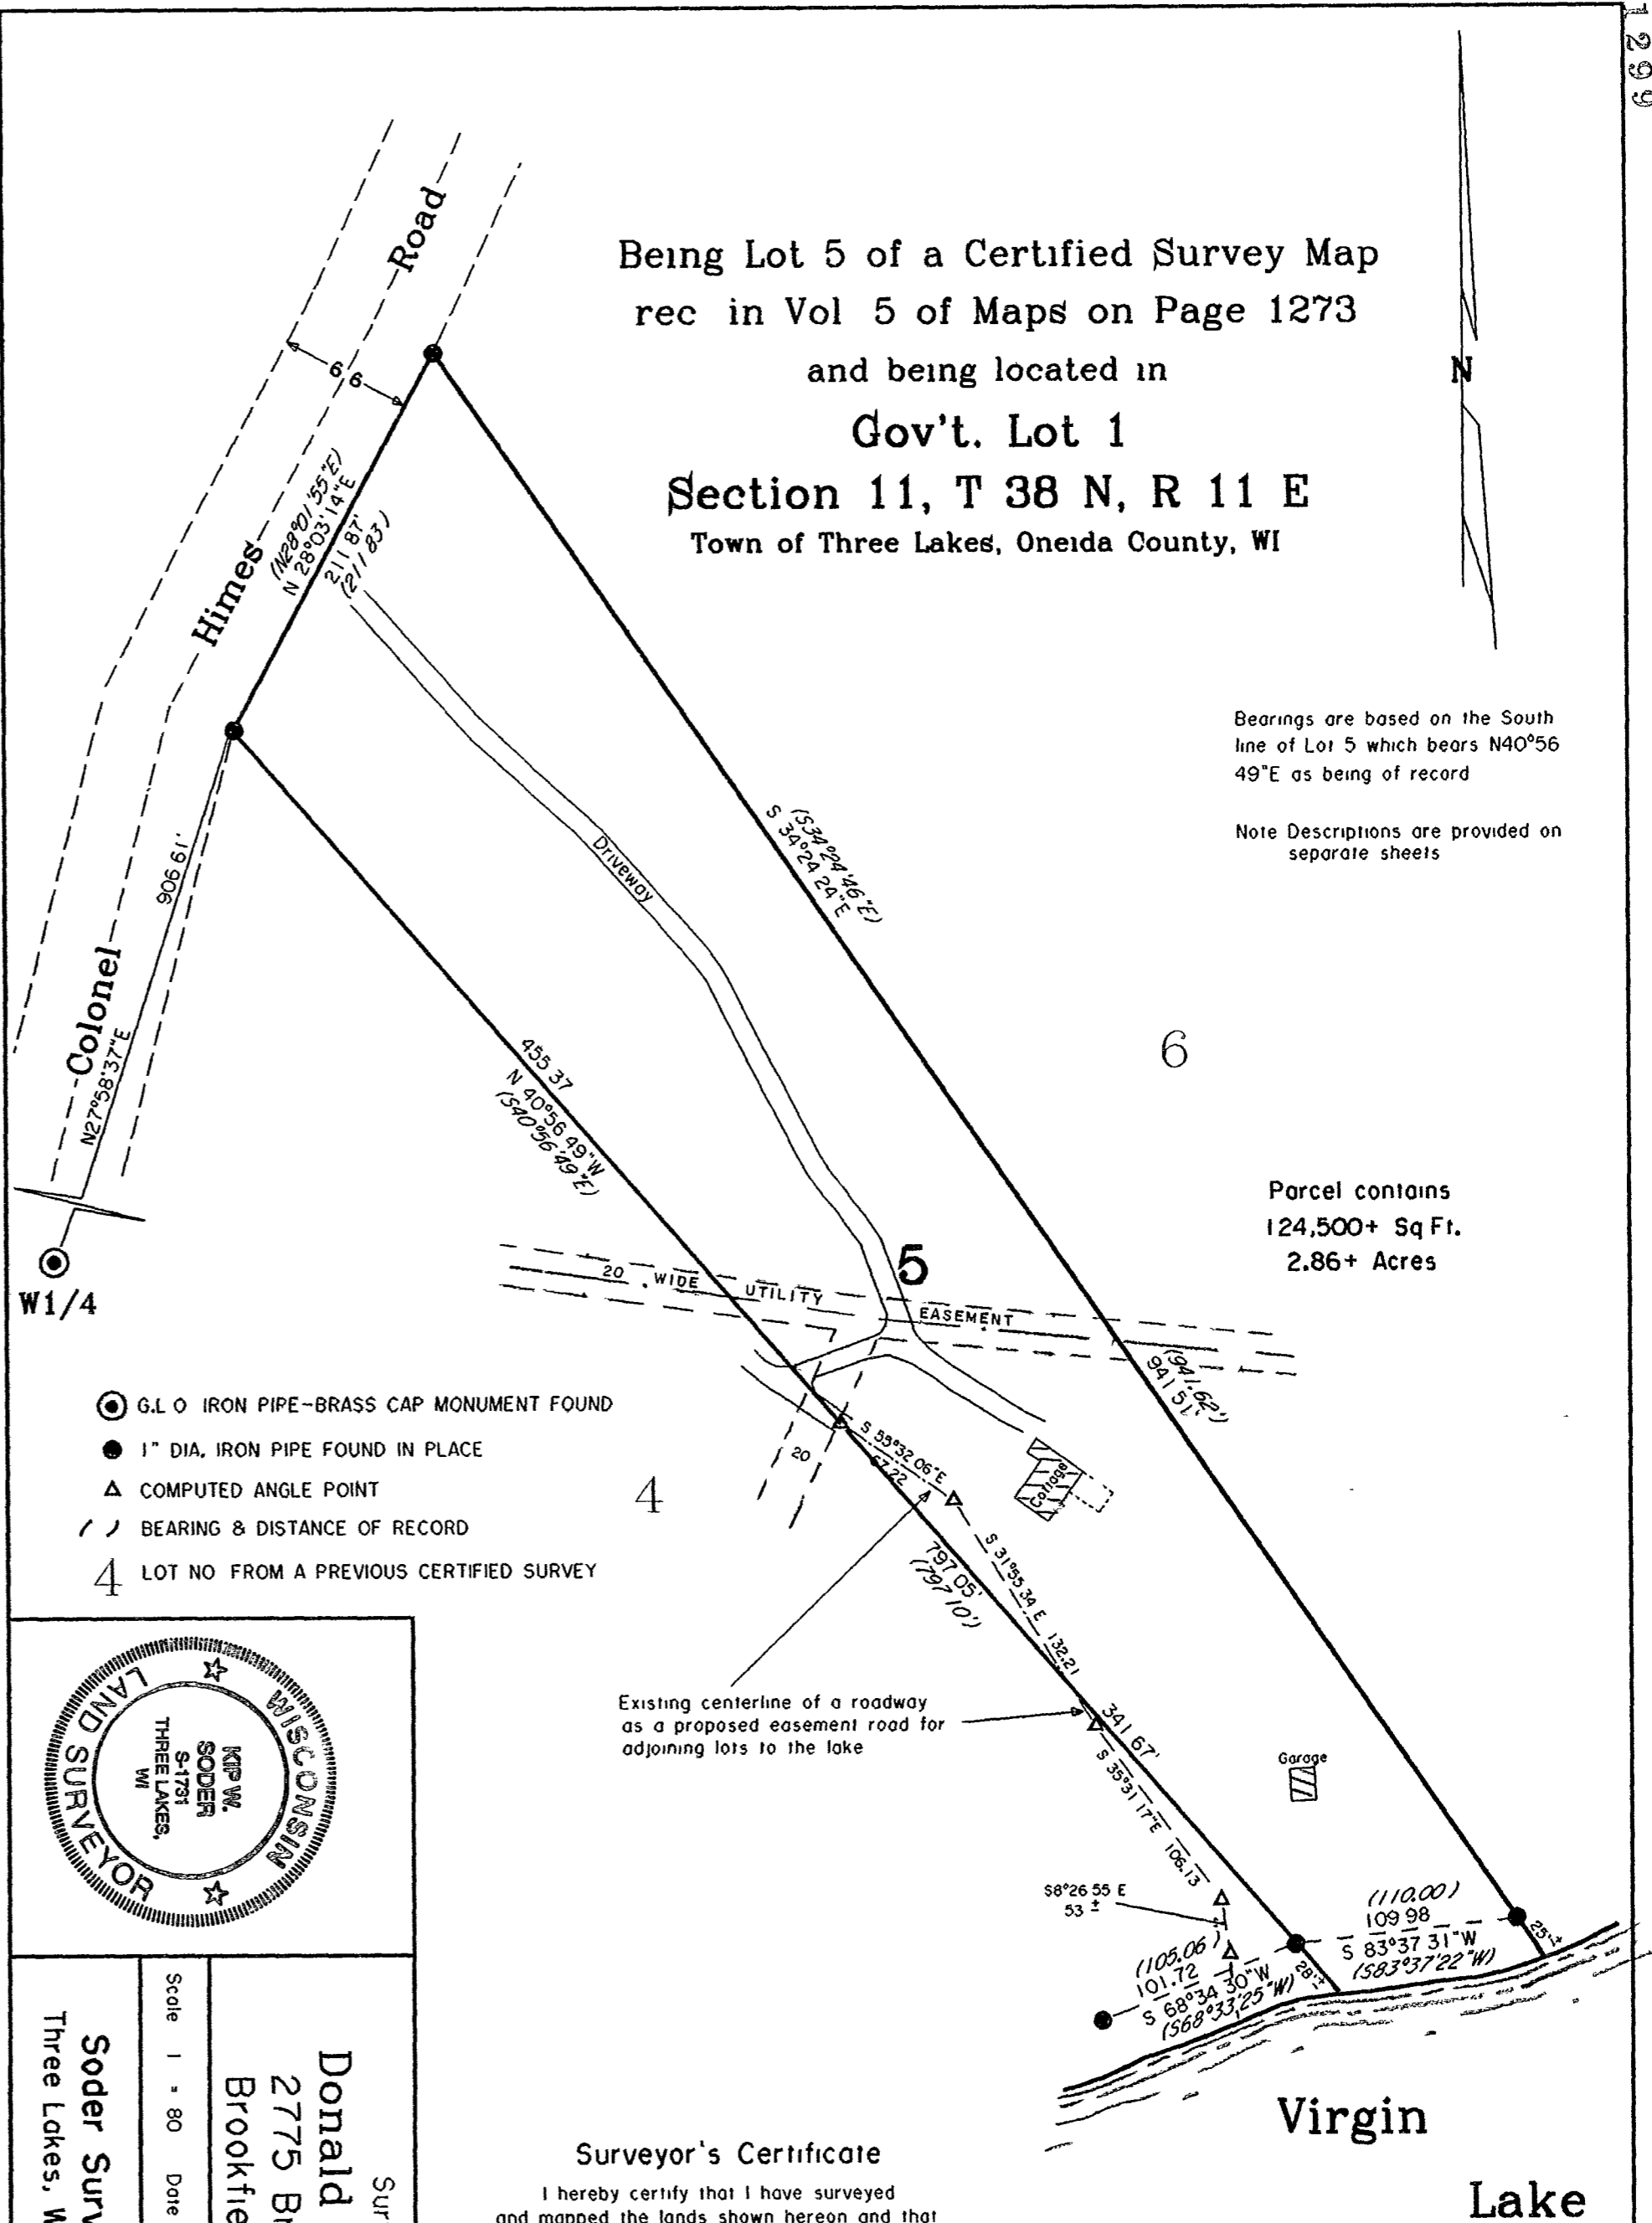 1299
Being Lot 5 of a Certified Survey Map
rec in Vol 5 of Maps on Page 1273
and being located in
Gov't. Lot 1
Section 11, T 38 N, R 11 E
Town of Three Lakes, Oneida County, WI
N
Road
66
Himes
(N28°01'55"E)
N 28°03'14"E
211 87'
(211 83)
Bearings are based on the South
line of Lot 5 which bears N40°56
49"E as being of record
Note Descriptions are provided on
separate sheets
Driveway
(S34°24'46"E)
S 34°24 24"E
906 61'
Colonel
N27°58'37"E
W1/4
455 37
N 40°56 49"W
(S40°56'49"E)
6
Parcel contains
124,500+ Sq Ft.
2.86+ Acres
5
20 WIDE UTILITY EASEMENT
(941.62')
941 51'
G.L O IRON PIPE-BRASS CAP MONUMENT FOUND
1" DIA. IRON PIPE FOUND IN PLACE
COMPUTED ANGLE POINT
( ) BEARING & DISTANCE OF RECORD
4 LOT NO FROM A PREVIOUS CERTIFIED SURVEY
4
20
S 55°32 06"E
67.22
Cottage
S 31°55 34 E 132.21
797 05'
(797 10')
Existing centerline of a roadway
as a proposed easement road for
adjoining lots to the lake
341 67'
S 35°31 17"E 106.13
Garage
S8°26 55 E
53 ±
(110.00)
109 98
S 83°37 31"W
(S83°37'22"W)
25'±
28'±
(105.06)
101.72
S 68°34 30"W
(S68°33'25"W)
Virgin
Lake
WISCONSIN
LAND SURVEYOR
KIP W.
SODER
S-1731
THREE LAKES,
WI
Sur
Donald
2775 Br
Brookfie
Scale 1 = 80 Date
Soder Surv
Three Lakes, W
Surveyor's Certificate
I hereby certify that I have surveyed
and mapped the lands shown hereon and that